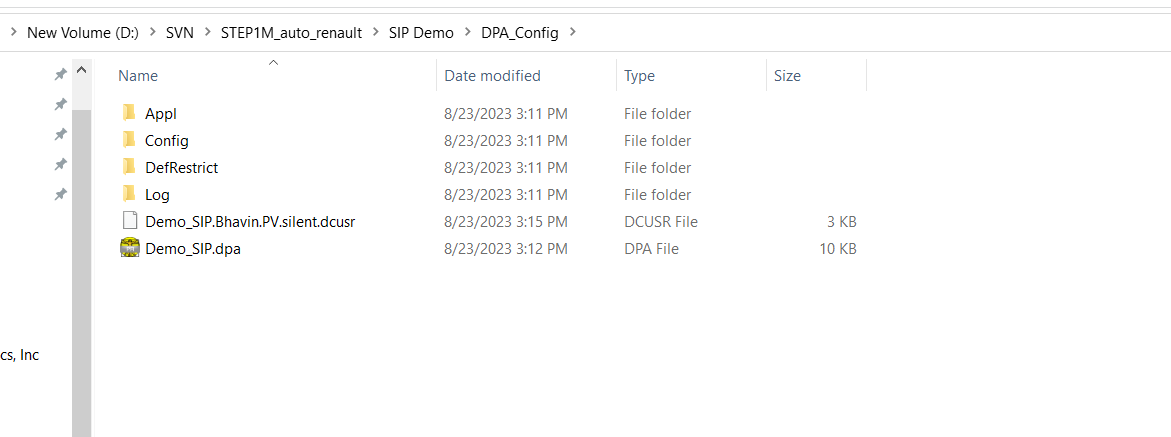 New Volume (D:) > SVN > STEP1M_auto_renault > SIP Demo > DPA_Config >
Name Date modified Type Size
Appl 8/23/2023 3:11 PM File folder
Config 8/23/2023 3:11 PM File folder
DefRestrict 8/23/2023 3:11 PM File folder
Log 8/23/2023 3:11 PM File folder
Demo_SIP.Bhavin.PV.silent.dcusr 8/23/2023 3:15 PM DCUSR File 3 KB
Demo_SIP.dpa 8/23/2023 3:12 PM DPA File 10 KB
cs, Inc